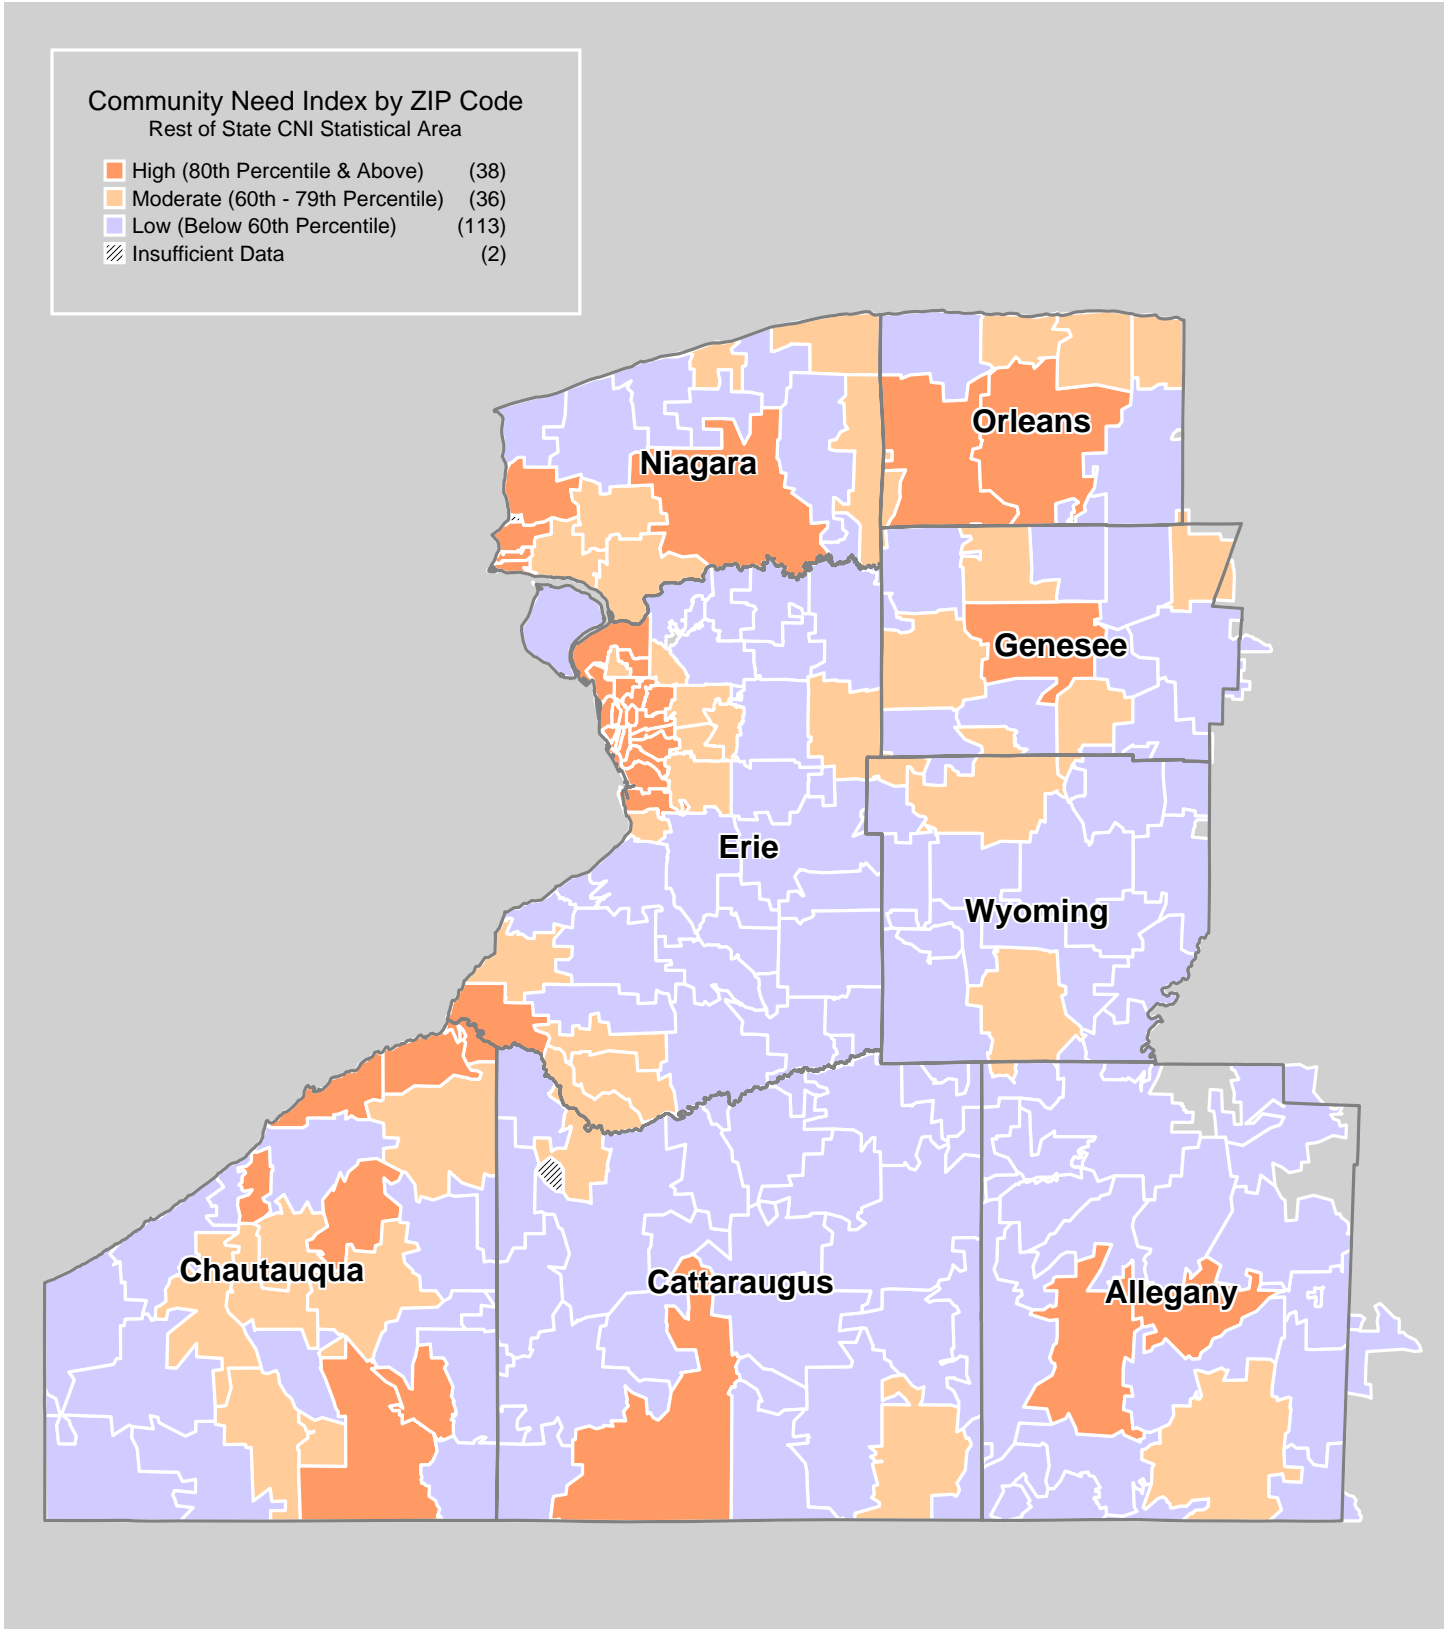 Community Need Index by ZIP Code
Rest of State CNI Statistical Area
High (80th Percentile & Above) (38)
Moderate (60th - 79th Percentile) (36)
Low (Below 60th Percentile) (113)
Insufficient Data (2)
Orleans
Niagara
Genesee
Erie
Wyoming
Chautauqua
Cattaraugus
Allegany